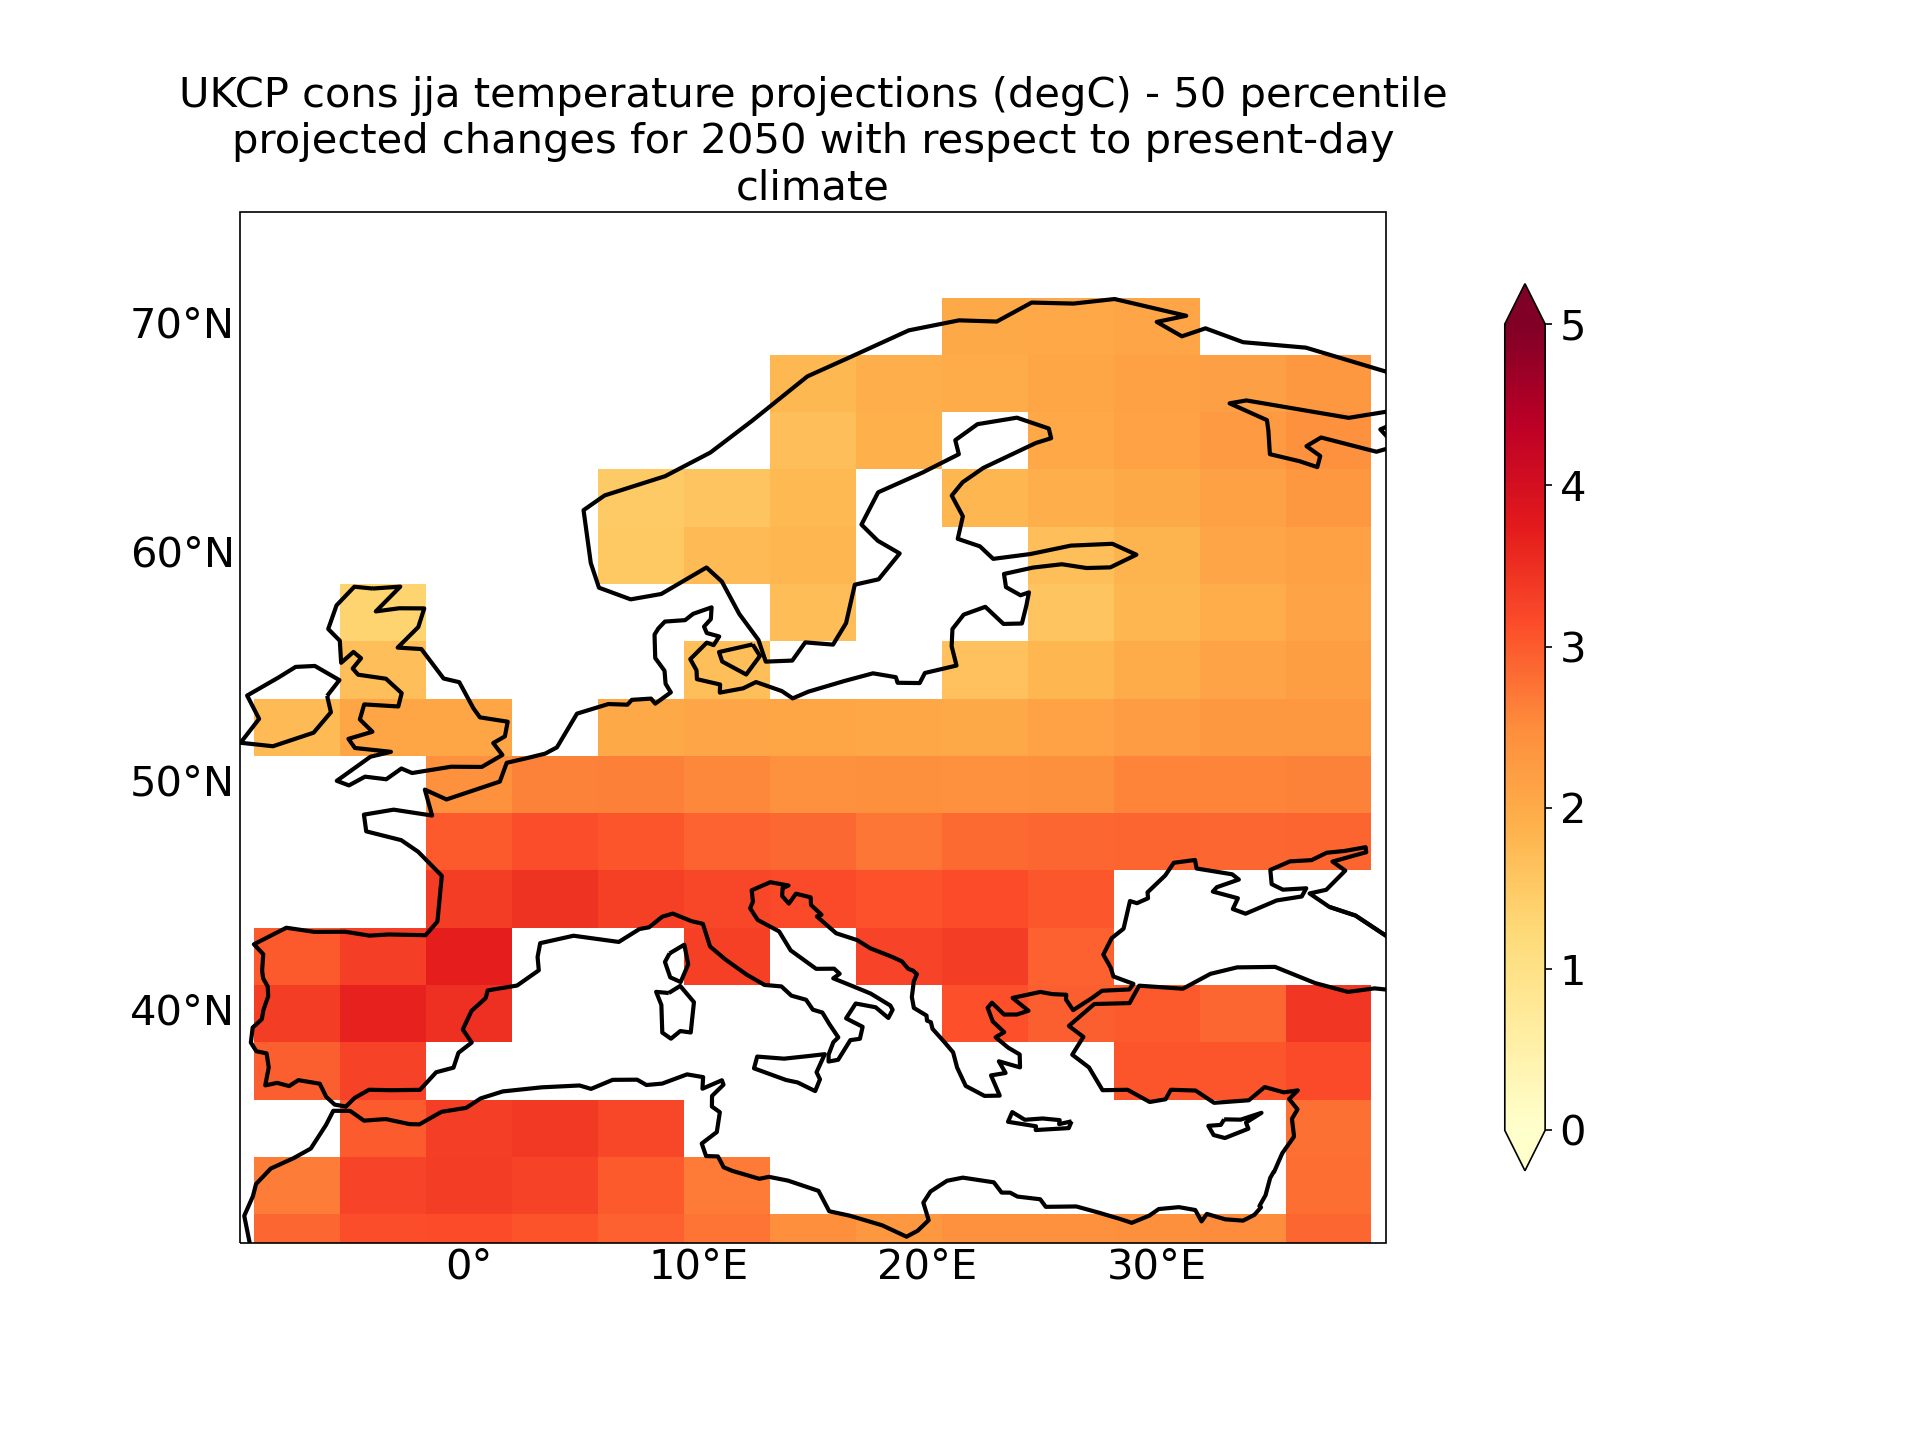 UKCP cons jja temperature projections (degC) - 50 percentile
projected changes for 2050 with respect to present-day
climate
70°N
60°N
50°N
40°N
0°
10°E
20°E
30°E
5
4
3
2
1
0